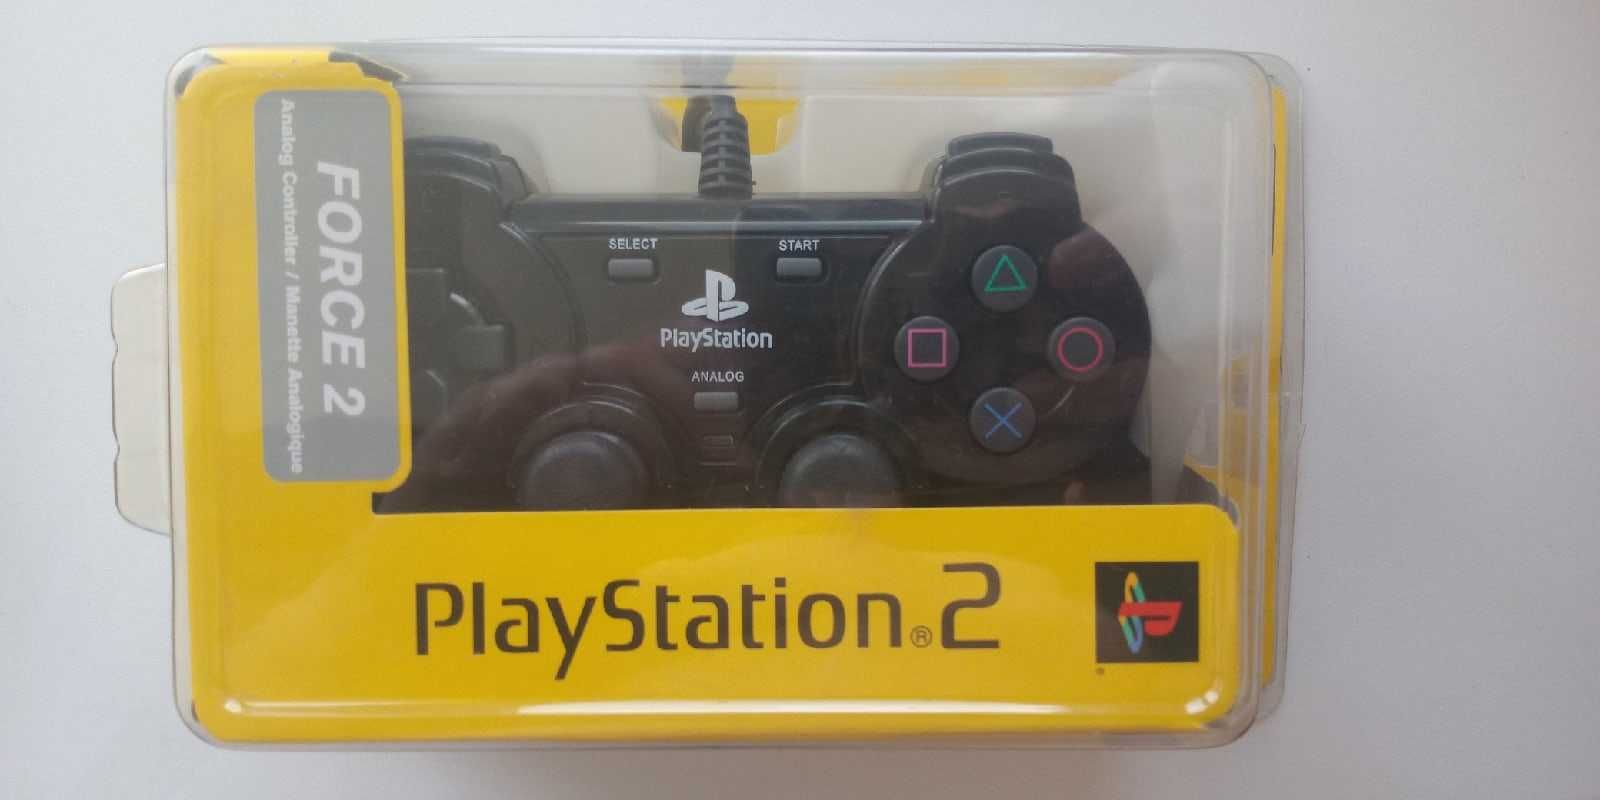 FORCE 2
Analog Controller / Manette Analogique
SELECT
START
PlayStation
ANALOG
PlayStation®2